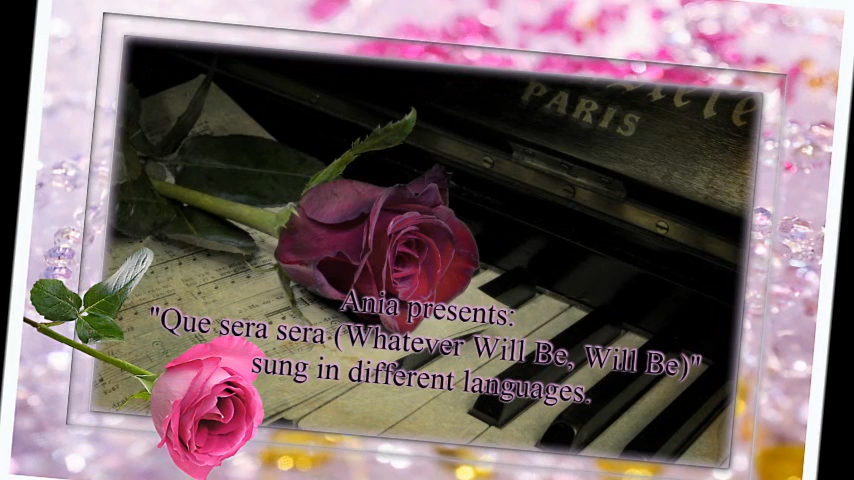 PARIS
Ania presents:
"Que sera sera (Whatever Will Be, Will Be)"
sung in different languages.